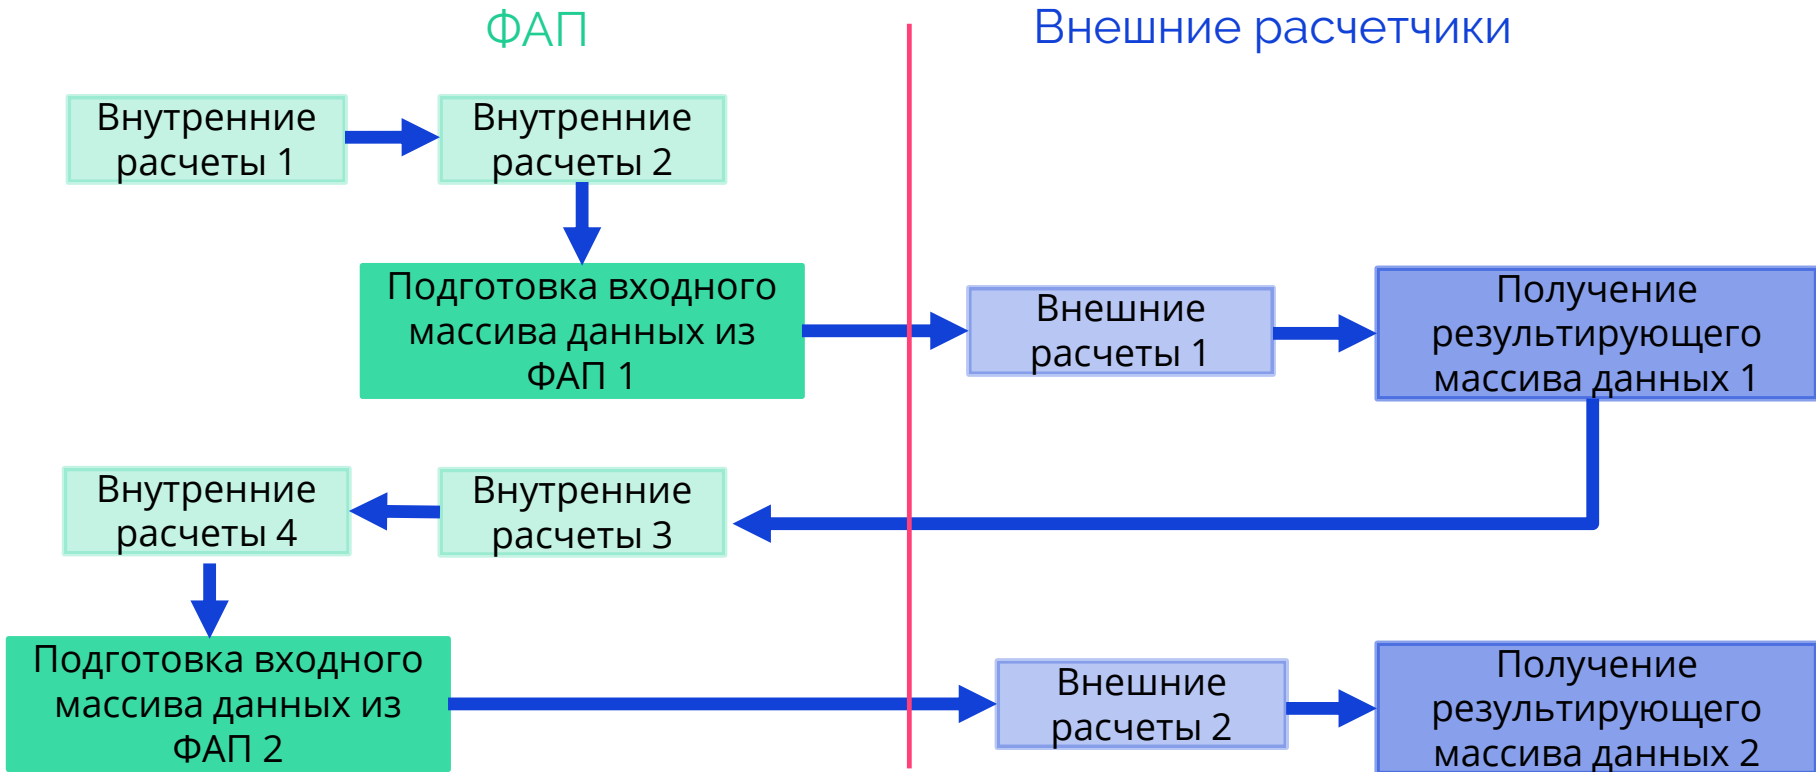 ФАП
Внешние расчетчики
Внутренние
расчеты 1
Внутренние
расчеты 2
Подготовка входного
массива данных из
ФАП 1
Внешние
расчеты 1
Получение
результирующего
массива данных 1
Внутренние
расчеты 4
Внутренние
расчеты 3
Подготовка входного
массива данных из
ФАП 2
Внешние
расчеты 2
Получение
результирующего
массива данных 2